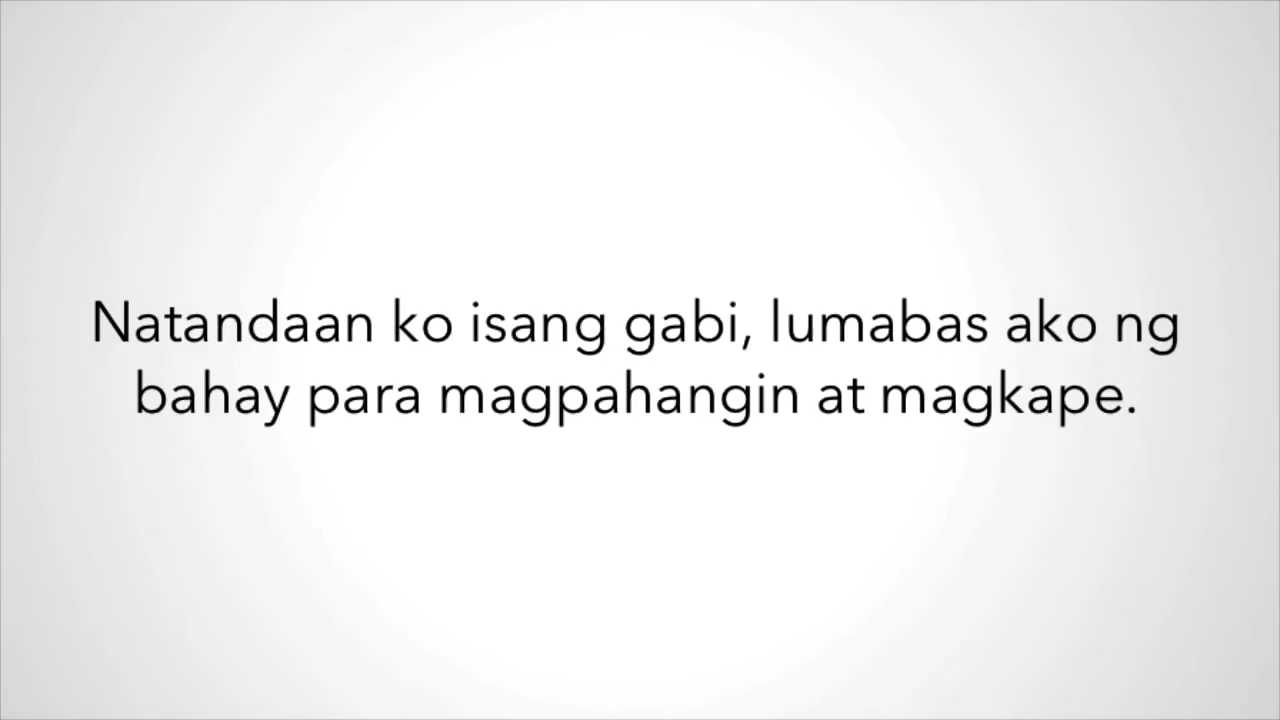 Natandaan ko isang gabi, lumabas ako ng
bahay para magpahangin at magkape.